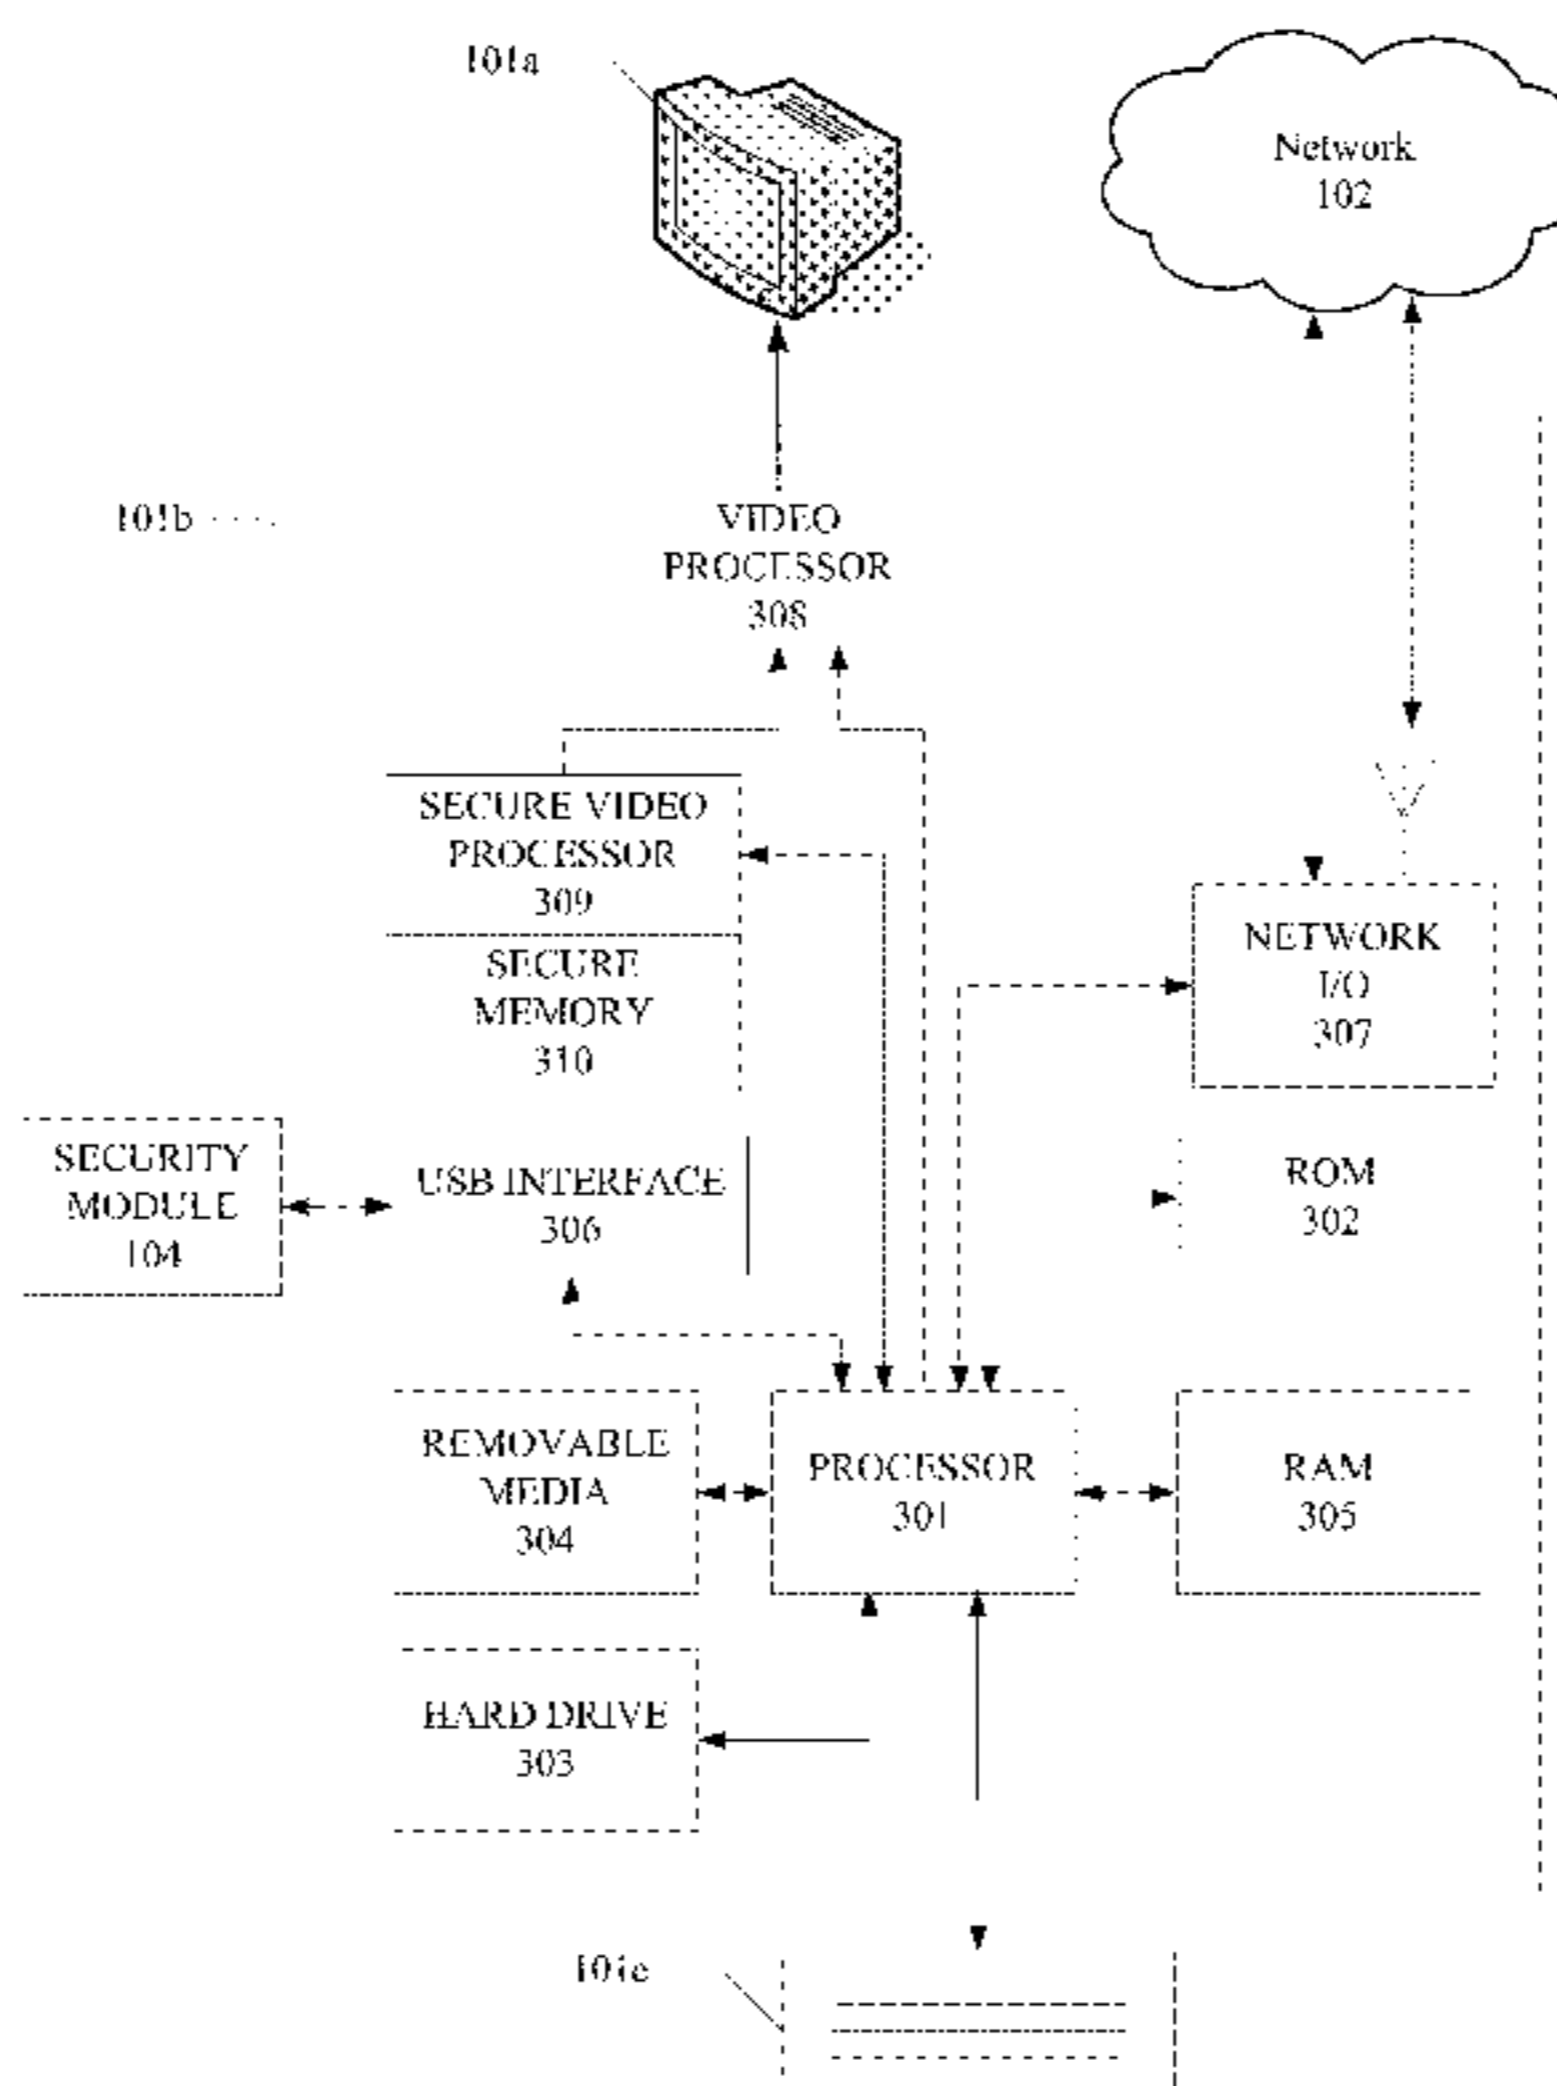 101a
Network
102
101b
VIDEO
PROCESSOR
308
SECURE VIDEO
PROCESSOR
309
SECURE
MEMORY
310
NETWORK
I/O
307
SECURITY
MODULE
104
USB INTERFACE
306
ROM
302
REMOVABLE
MEDIA
304
PROCESSOR
301
RAM
305
HARD DRIVE
303
101c